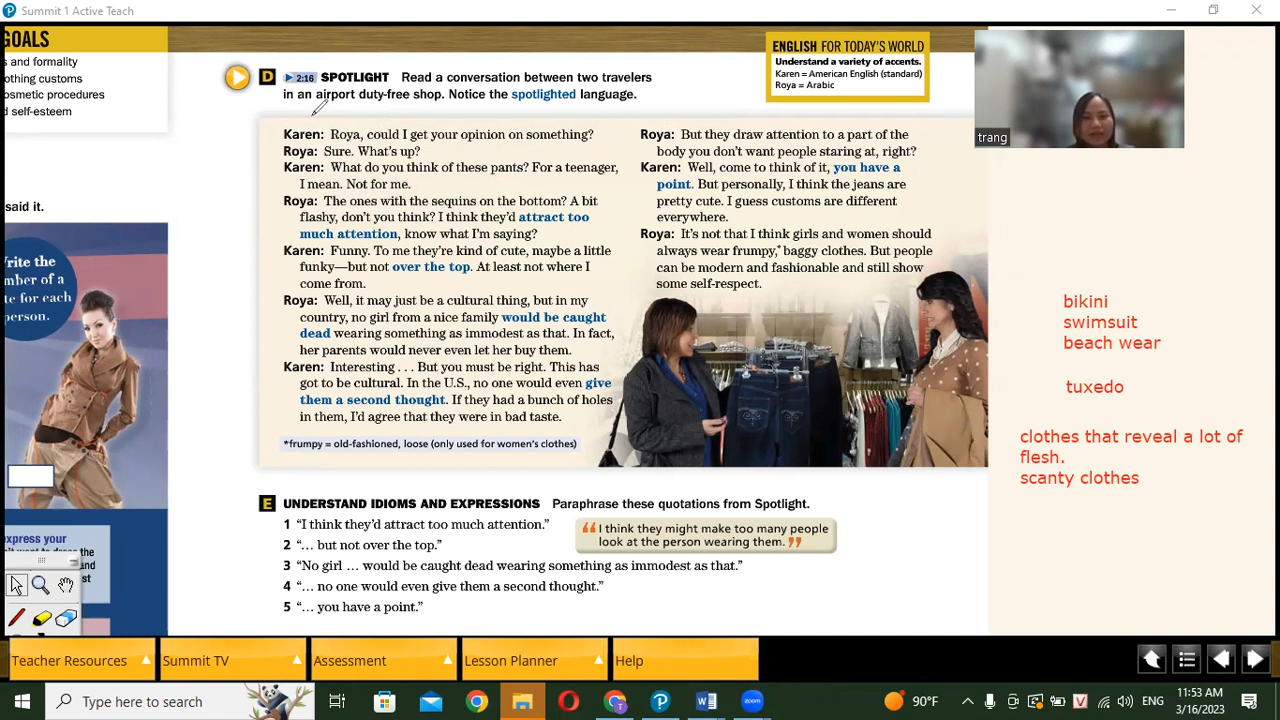 Summit 1 Active Teach
GOALS
s and formality
othing customs
osmetic procedures
d self-esteem
said it.
Write the
mber of a
te for each
person.
express your
D 2:16 SPOTLIGHT Read a conversation between two travelers
in an airport duty-free shop. Notice the spotlighted language.
ENGLISH FOR TODAY'S WORLD
Understand a variety of accents.
Karen = American English (standard)
Roya = Arabic
Karen: Roya, could I get your opinion on something?
Roya: Sure. What's up?
Karen: What do you think of these pants? For a teenager,
I mean. Not for me.
Roya: The ones with the sequins on the bottom? A bit
flashy, don't you think? I think they'd attract too
much attention, know what I'm saying?
Karen: Funny. To me they're kind of cute, maybe a little
funky—but not over the top. At least not where I
come from.
Roya: Well, it may just be a cultural thing, but in my
country, no girl from a nice family would be caught
dead wearing something as immodest as that. In fact,
her parents would never even let her buy them.
Karen: Interesting . . . But you must be right. This has
got to be cultural. In the U.S., no one would even give
them a second thought. If they had a bunch of holes
in them, I'd agree that they were in bad taste.
*frumpy = old-fashioned, loose (only used for women's clothes)
Roya: But they draw attention to a part of the
body you don't want people staring at, right?
Karen: Well, come to think of it, you have a
point. But personally, I think the jeans are
pretty cute. I guess customs are different
everywhere.
Roya: It's not that I think girls and women should
always wear frumpy,* baggy clothes. But people
can be modern and fashionable and still show
some self-respect.
E UNDERSTAND IDIOMS AND EXPRESSIONS Paraphrase these quotations from Spotlight.
1 "I think they'd attract too much attention."
2 "… but not over the top."
3 "No girl … would be caught dead wearing something as immodest as that."
4 "… no one would even give them a second thought."
5 "… you have a point."
"I think they might make too many people
look at the person wearing them."
trang
bikini
swimsuit
beach wear
tuxedo
clothes that reveal a lot of
flesh.
scanty clothes
Teacher Resources
Summit TV
Assessment
Lesson Planner
Help
Type here to search
90°F
ENG
11:53 AM
3/16/2023